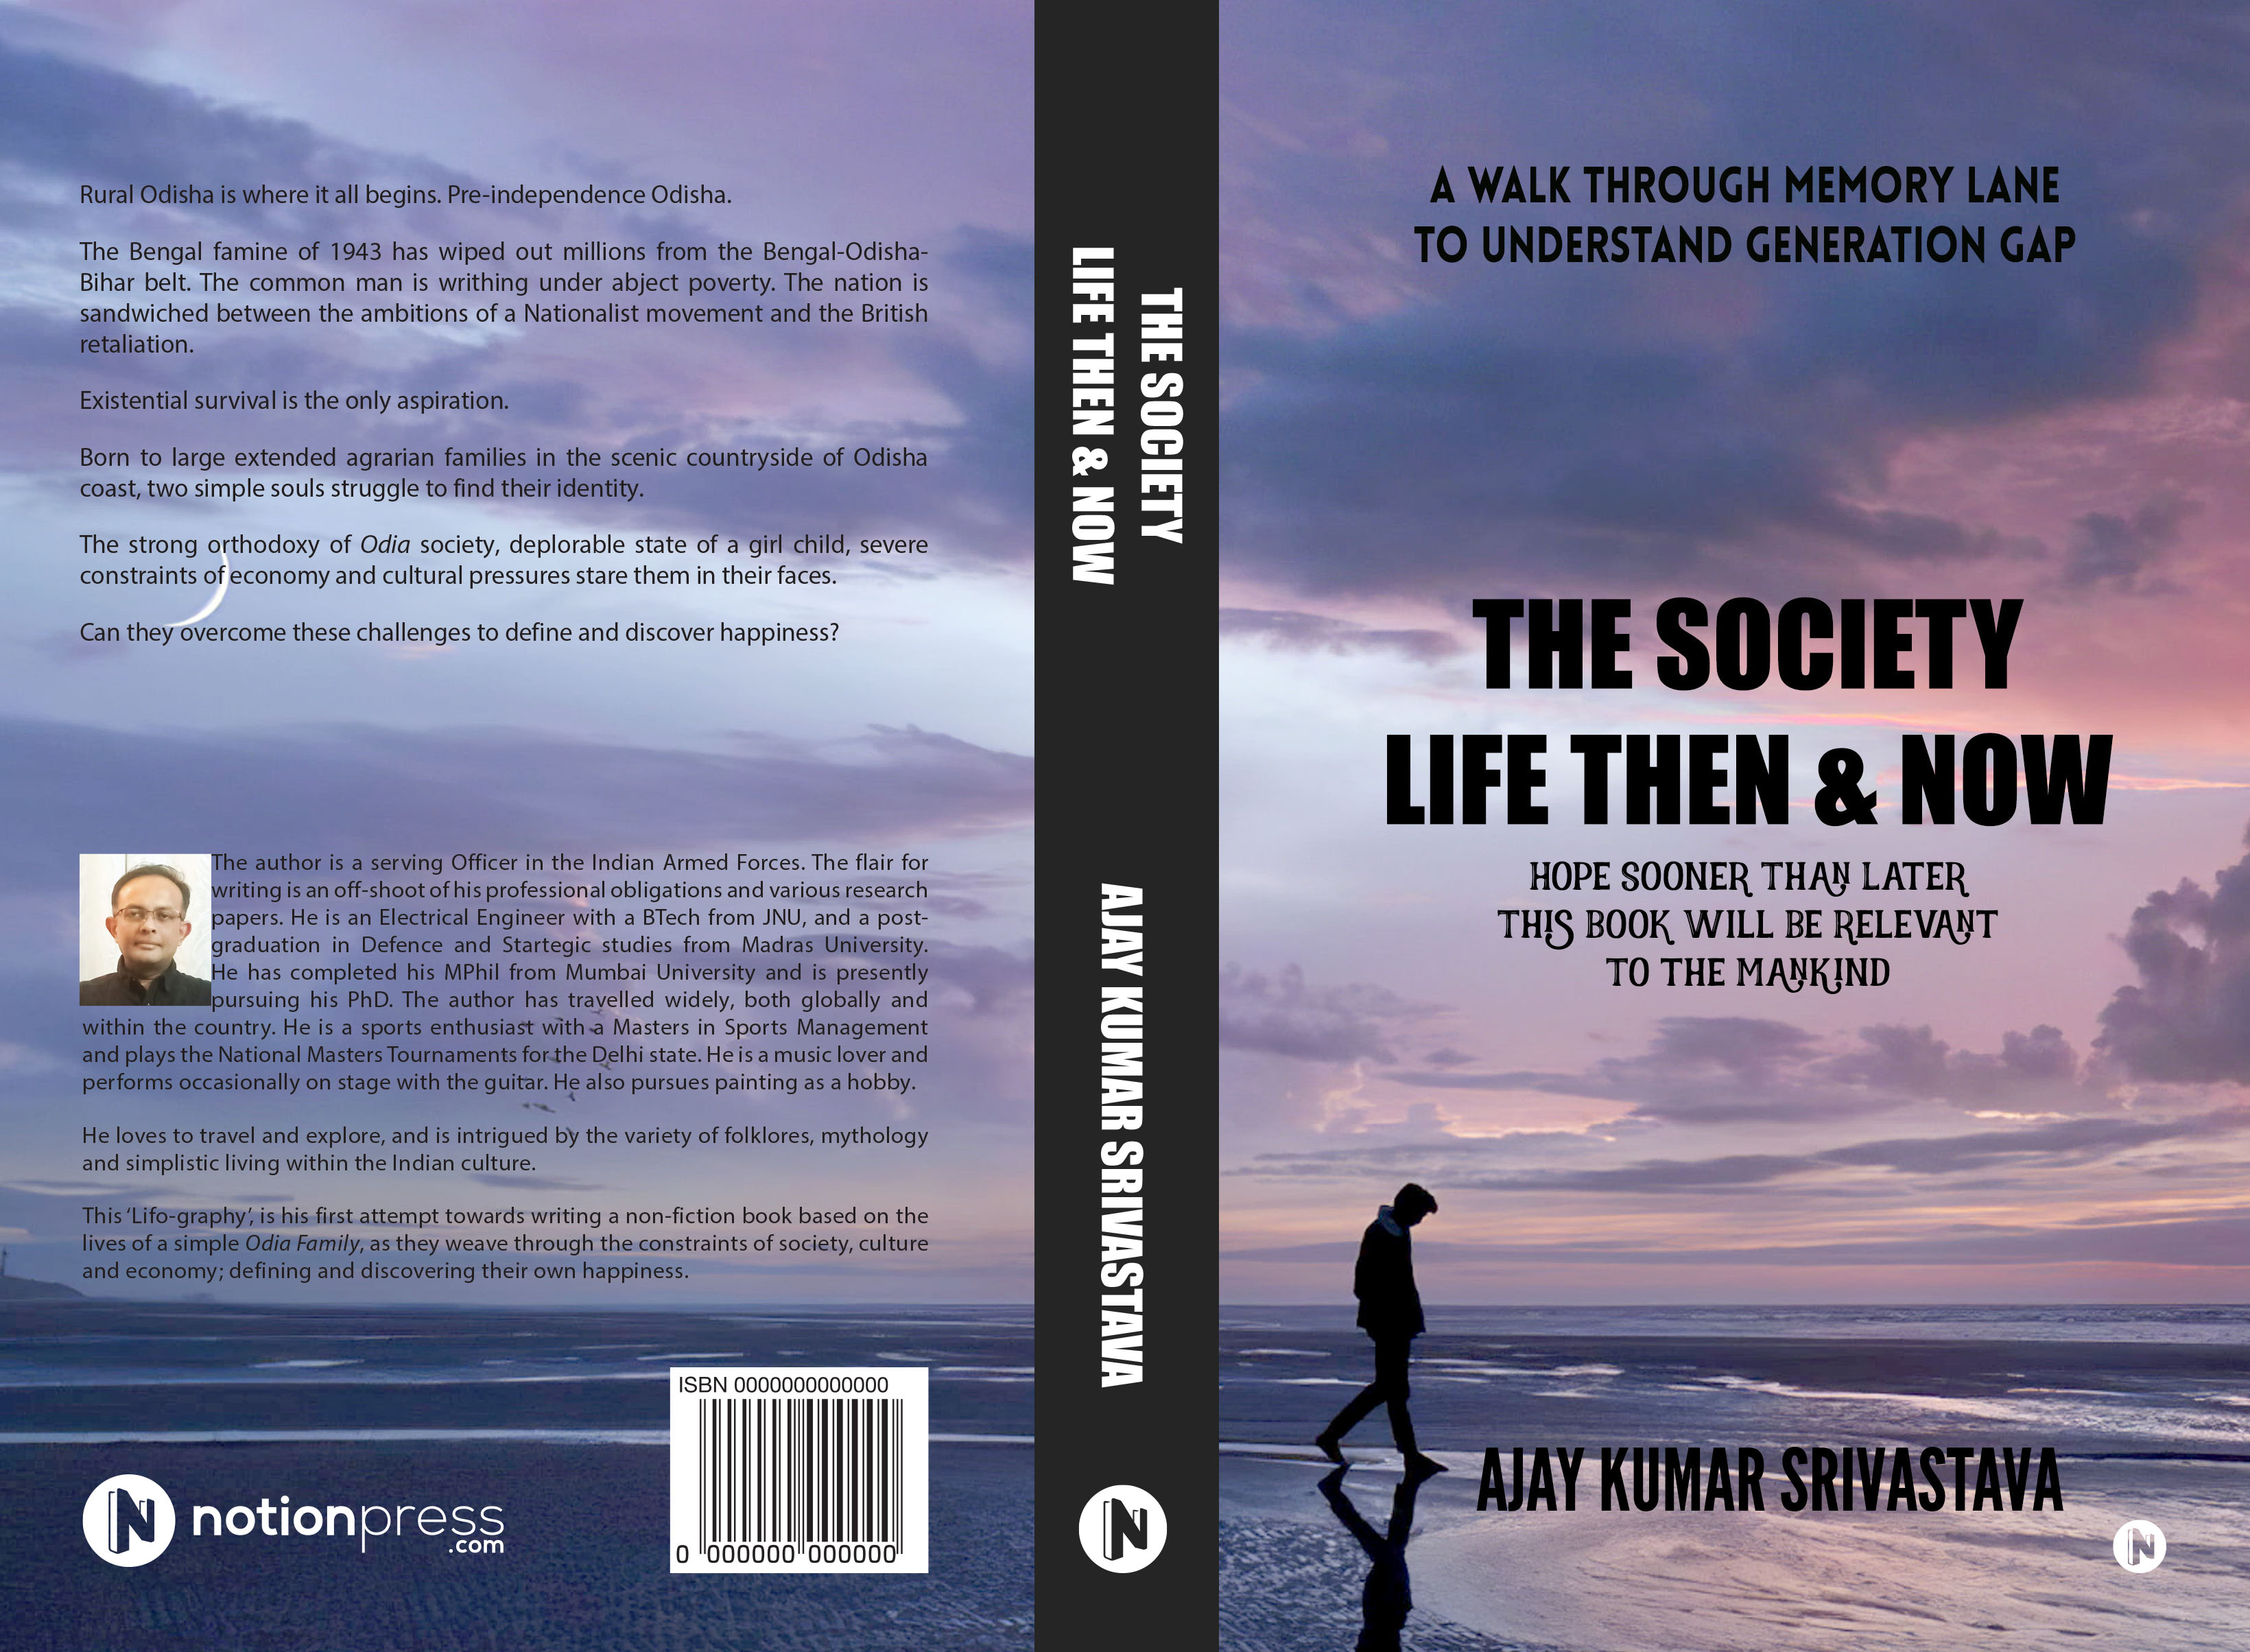 Rural Odisha is where it all begins. Pre-independence Odisha.
The Bengal famine of 1943 has wiped out millions from the Bengal-Odisha-
Bihar belt. The common man is writhing under abject poverty. The nation is
sandwiched between the ambitions of a Nationalist movement and the British
retaliation.
Existential survival is the only aspiration.
Born to large extended agrarian families in the scenic countryside of Odisha
coast, two simple souls struggle to find their identity.
The strong orthodoxy of Odia society, deplorable state of a girl child, severe
constraints of economy and cultural pressures stare them in their faces.
Can they overcome these challenges to define and discover happiness?
The author is a serving Officer in the Indian Armed Forces. The flair for
writing is an off-shoot of his professional obligations and various research
papers. He is an Electrical Engineer with a BTech from JNU, and a post-
graduation in Defence and Startegic studies from Madras University.
He has completed his MPhil from Mumbai University and is presently
pursuing his PhD. The author has travelled widely, both globally and
within the country. He is a sports enthusiast with a Masters in Sports Management
and plays the National Masters Tournaments for the Delhi state. He is a music lover and
performs occasionally on stage with the guitar. He also pursues painting as a hobby.
He loves to travel and explore, and is intrigued by the variety of folklores, mythology
and simplistic living within the Indian culture.
This ‘Lifo-graphy’, is his first attempt towards writing a non-fiction book based on the
lives of a simple Odia Family, as they weave through the constraints of society, culture
and economy; defining and discovering their own happiness.
ISBN 0000000000000
0 000000 000000
N
notionpress
.com
THE SOCIETY
LIFE THEN & NOW
AJAY KUMAR SRIVASTAVA
N
A WALK THROUGH MEMORY LANE
TO UNDERSTAND GENERATION GAP
THE SOCIETY
LIFE THEN & NOW
HOPE SOONER THAN LATER
THIS BOOK WILL BE RELEVANT
TO THE MANKIND
AJAY KUMAR SRIVASTAVA
N